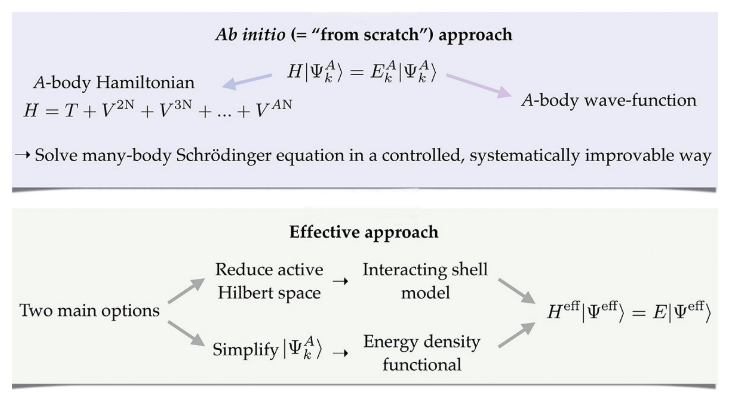 Ab initio (= “from scratch”) approach
H|Ψ_k^A⟩ = E_k^A|Ψ_k^A⟩
A-body Hamiltonian
H = T + V^{2N} + V^{3N} + ... + V^{AN}
A-body wave-function
→ Solve many-body Schrödinger equation in a controlled, systematically improvable way
Effective approach
Two main options
Reduce active
Hilbert space
→
Interacting shell
model
Simplify |Ψ_k^A⟩
→
Energy density
functional
H^{eff}|Ψ^{eff}⟩ = E|Ψ^{eff}⟩